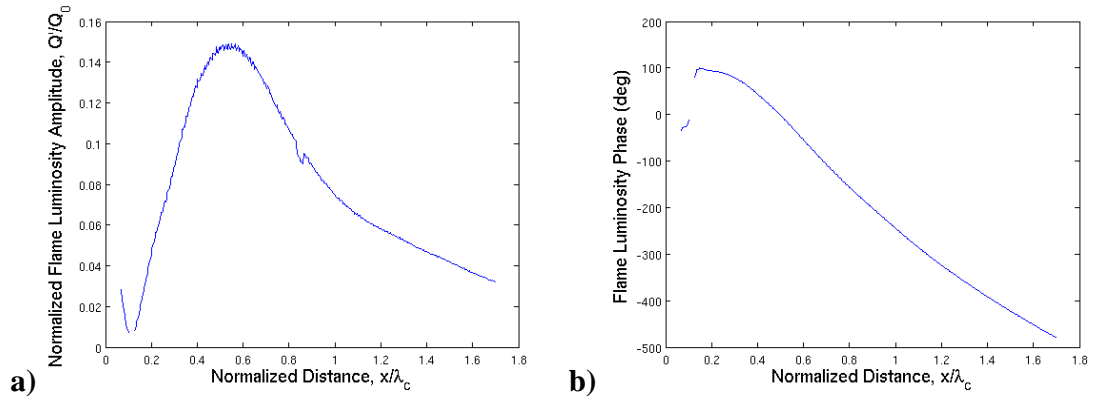 Normalized Flame Luminosity Amplitude, Q'/Q0
0.16
0.14
0.12
0.1
0.08
0.06
0.04
0.02
0
0 0.2 0.4 0.6 0.8 1 1.2 1.4 1.6 1.8
Normalized Distance, x/λc
a)
Flame Luminosity Phase (deg)
200
100
0
-100
-200
-300
-400
-500
0 0.2 0.4 0.6 0.8 1 1.2 1.4 1.6 1.8
Normalized Distance, x/λc
b)